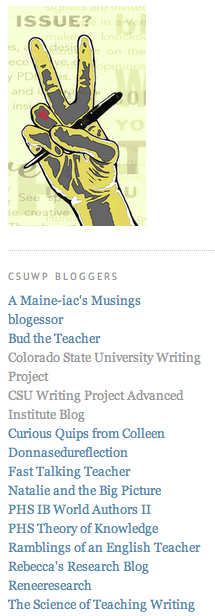 ISSUE?
CSUWP BLOGGERS
A Maine-iac's Musings
blogessor
Bud the Teacher
Colorado State University Writing
Project
CSU Writing Project Advanced
Institute Blog
Curious Quips from Colleen
Donnasedureflection
Fast Talking Teacher
Natalie and the Big Picture
PHS IB World Authors II
PHS Theory of Knowledge
Ramblings of an English Teacher
Rebecca's Research Blog
Reneeresearch
The Science of Teaching Writing